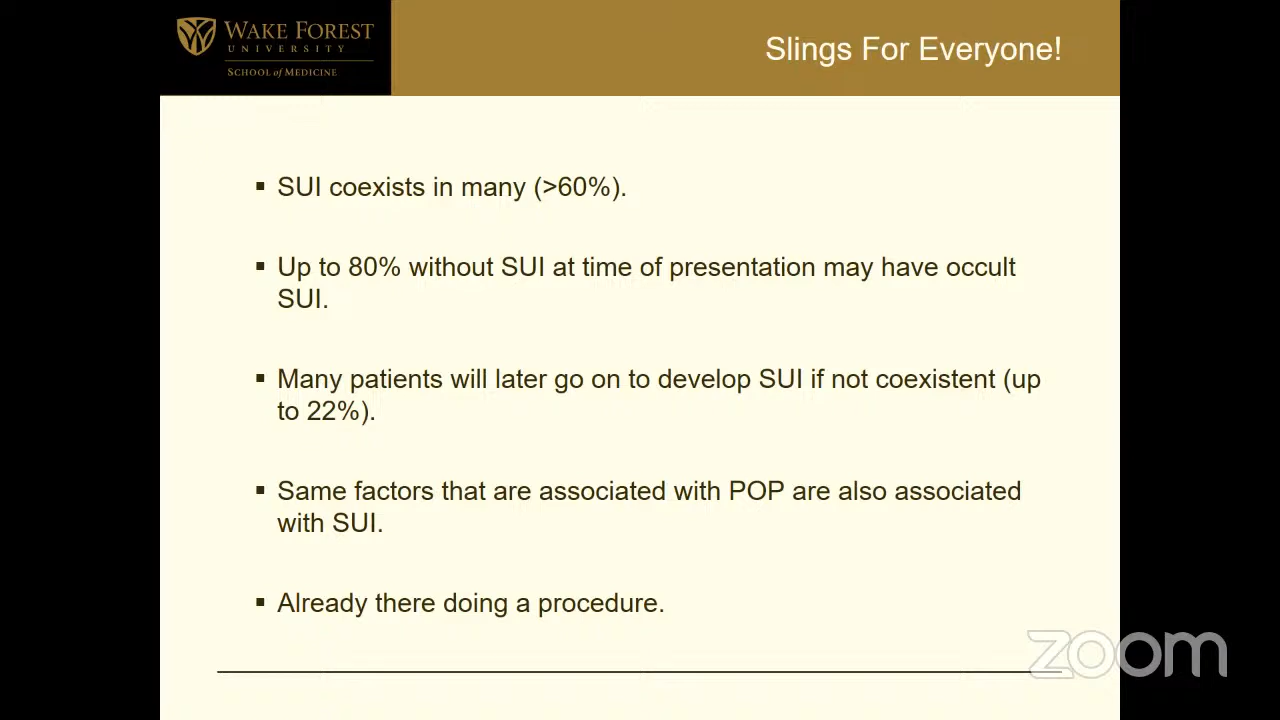 WAKE FOREST
UNIVERSITY
SCHOOL of MEDICINE
Slings For Everyone!
▪ SUI coexists in many (>60%).
▪ Up to 80% without SUI at time of presentation may have occult
SUI.
▪ Many patients will later go on to develop SUI if not coexistent (up
to 22%).
▪ Same factors that are associated with POP are also associated
with SUI.
▪ Already there doing a procedure.
zoom